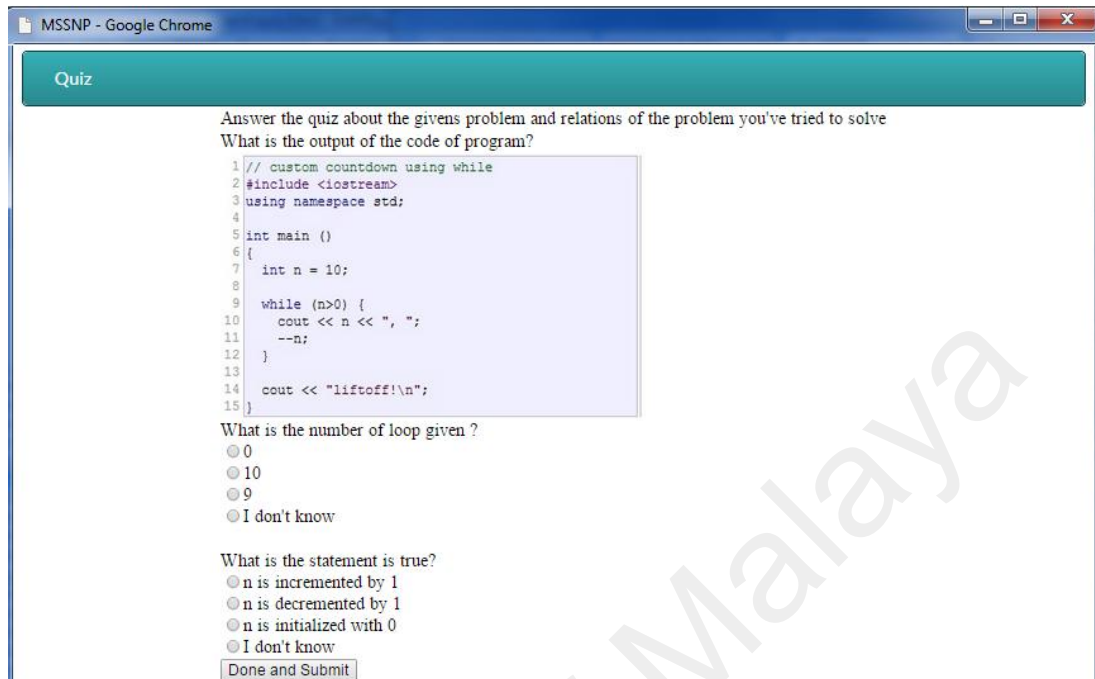 MSSNP - Google Chrome
Quiz
Answer the quiz about the givens problem and relations of the problem you've tried to solve
What is the output of the code of program?
1 // custom countdown using while
2 #include <iostream>
3 using namespace std;
4
5 int main ()
6 {
7 int n = 10;
8
9 while (n>0) {
10 cout << n << ", ";
11 --n;
12 }
13
14 cout << "liftoff!\n";
15 }
What is the number of loop given ?
0
10
9
I don't know
What is the statement is true?
n is incremented by 1
n is decremented by 1
n is initialized with 0
I don't know
Done and Submit
Malaya